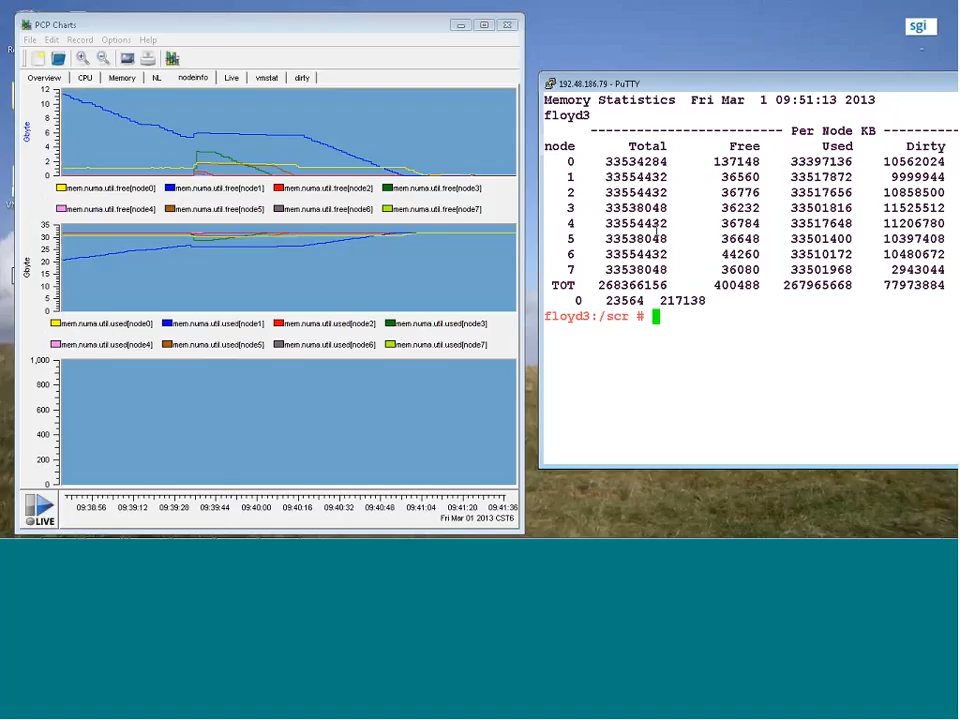 PCP Charts
File Edit Record Options Help
Overview CPU Memory NL nodeinfo Live vmstat dirty
12
10
8
6
4
2
0
Gbyte
mem.numa.util.free[node0] mem.numa.util.free[node1] mem.numa.util.free[node2] mem.numa.util.free[node3]
mem.numa.util.free[node4] mem.numa.util.free[node5] mem.numa.util.free[node6] mem.numa.util.free[node7]
35
30
25
20
15
10
5
0
Gbyte
mem.numa.util.used[node0] mem.numa.util.used[node1] mem.numa.util.used[node2] mem.numa.util.used[node3]
mem.numa.util.used[node4] mem.numa.util.used[node5] mem.numa.util.used[node6] mem.numa.util.used[node7]
1,000
800
600
400
200
0
LIVE
09:38:56 09:39:12 09:39:28 09:39:44 09:40:00 09:40:16 09:40:32 09:40:48 09:41:04 09:41:20 09:41:36
Fri Mar 01 2013 CST6
sgi
192.48.186.79 - PuTTY
Memory Statistics Fri Mar 1 09:51:13 2013
floyd3
------------------------ Per Node KB ----------
node Total Free Used Dirty
0 33534284 137148 33397136 10562024
1 33554432 36560 33517872 9999944
2 33554432 36776 33517656 10858500
3 33538048 36232 33501816 11525512
4 33554432 36784 33517648 11206780
5 33538048 36648 33501400 10397408
6 33554432 44260 33510172 10480672
7 33538048 36080 33501968 2943044
TOT 268366156 400488 267965668 77973884
0 23564 217138
floyd3:/scr #